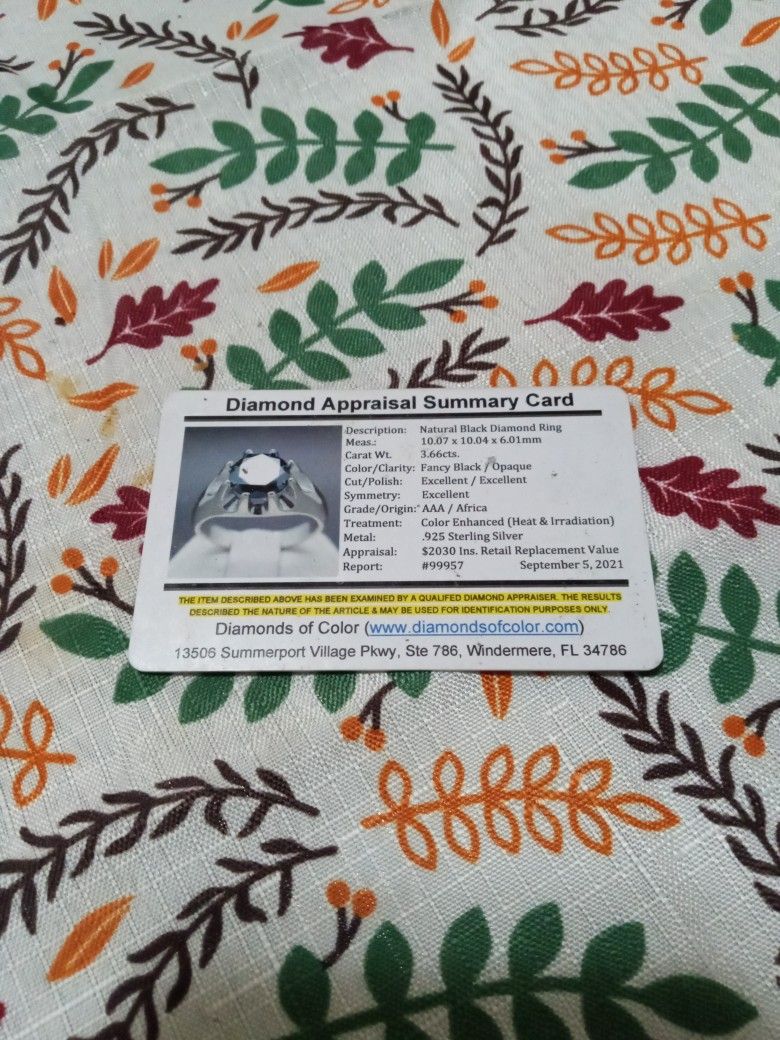 Diamond Appraisal Summary Card
Description: Natural Black Diamond Ring
Meas.: 10.07 x 10.04 x 6.01mm
Carat Wt. 3.66cts.
Color/Clarity: Fancy Black / Opaque
Cut/Polish: Excellent / Excellent
Symmetry: Excellent
Grade/Origin: AAA / Africa
Treatment: Color Enhanced (Heat & Irradiation)
Metal: .925 Sterling Silver
Appraisal: $2030 Ins. Retail Replacement Value
Report: #99957 September 5, 2021
THE ITEM DESCRIBED ABOVE HAS BEEN EXAMINED BY A QUALIFED DIAMOND APPRAISER. THE RESULTS
DESCRIBED THE NATURE OF THE ARTICLE & MAY BE USED FOR IDENTIFICATION PURPOSES ONLY.
Diamonds of Color (www.diamondsofcolor.com)
13506 Summerport Village Pkwy, Ste 786, Windermere, FL 34786